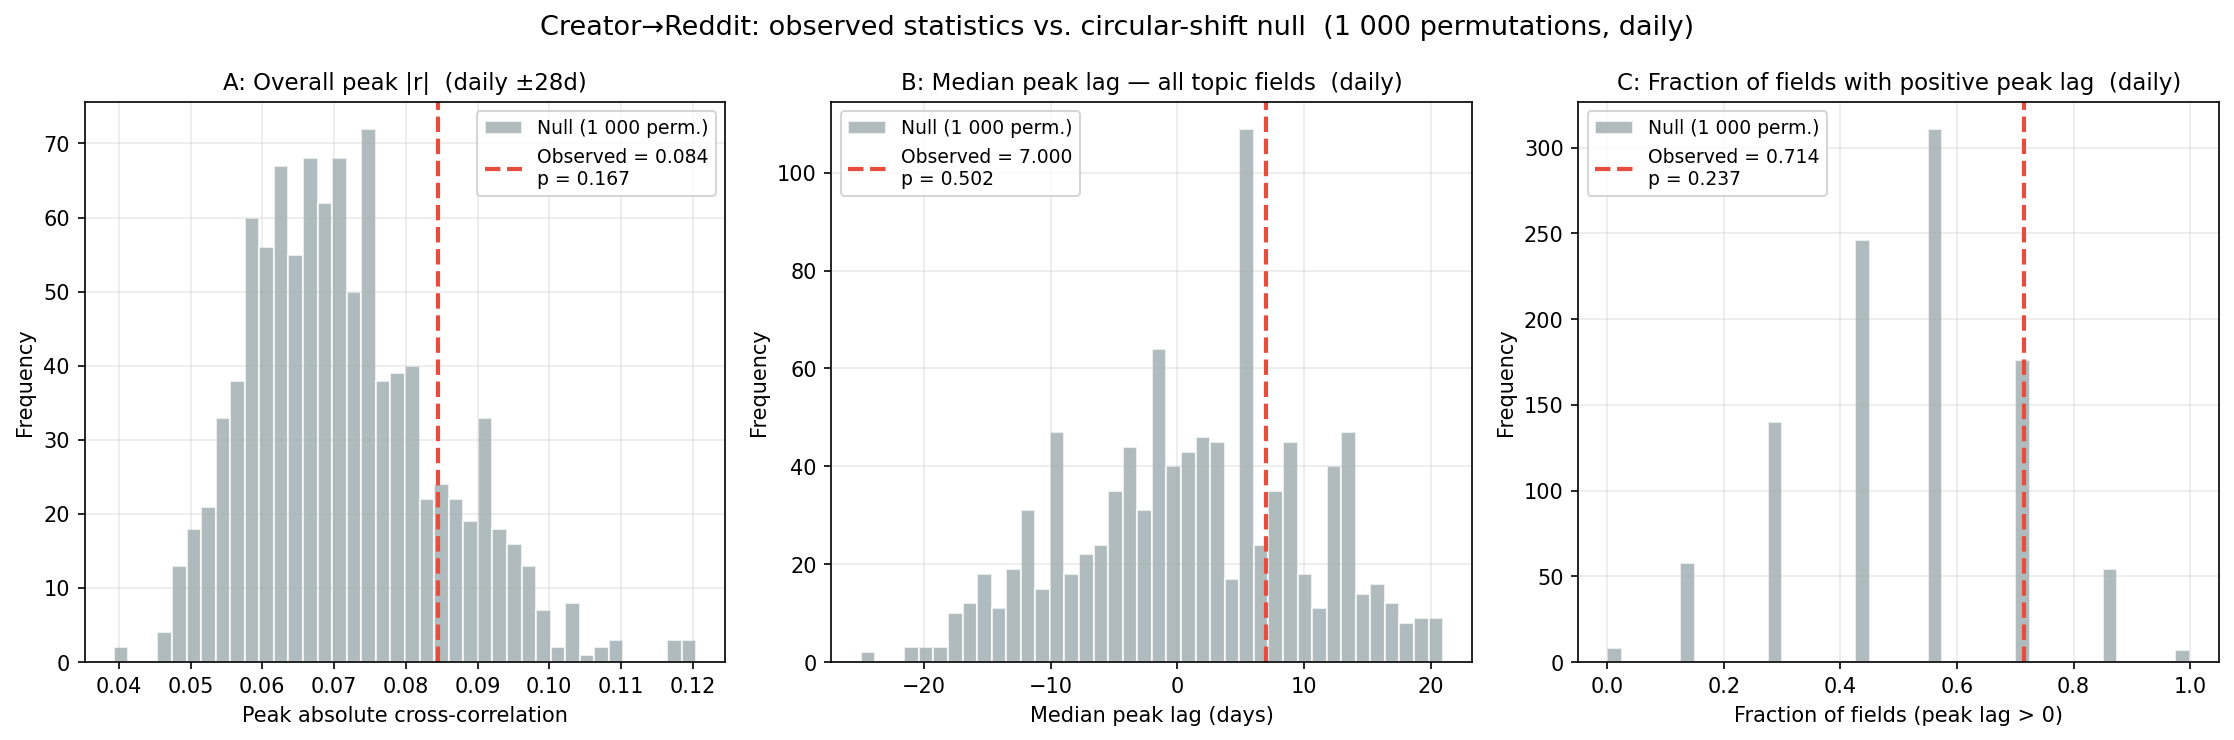 Creator→Reddit: observed statistics vs. circular-shift null  (1 000 permutations, daily)
A: Overall peak |r|  (daily ±28d)
Frequency
70
60
50
40
30
20
10
0
0.04 0.05 0.06 0.07 0.08 0.09 0.10 0.11 0.12
Peak absolute cross-correlation
Null (1 000 perm.)
Observed = 0.084
p = 0.167
B: Median peak lag — all topic fields  (daily)
Frequency
100
80
60
40
20
0
−20 −10 0 10 20
Median peak lag (days)
Null (1 000 perm.)
Observed = 7.000
p = 0.502
C: Fraction of fields with positive peak lag  (daily)
Frequency
300
250
200
150
100
50
0
0.0 0.2 0.4 0.6 0.8 1.0
Fraction of fields (peak lag > 0)
Null (1 000 perm.)
Observed = 0.714
p = 0.237